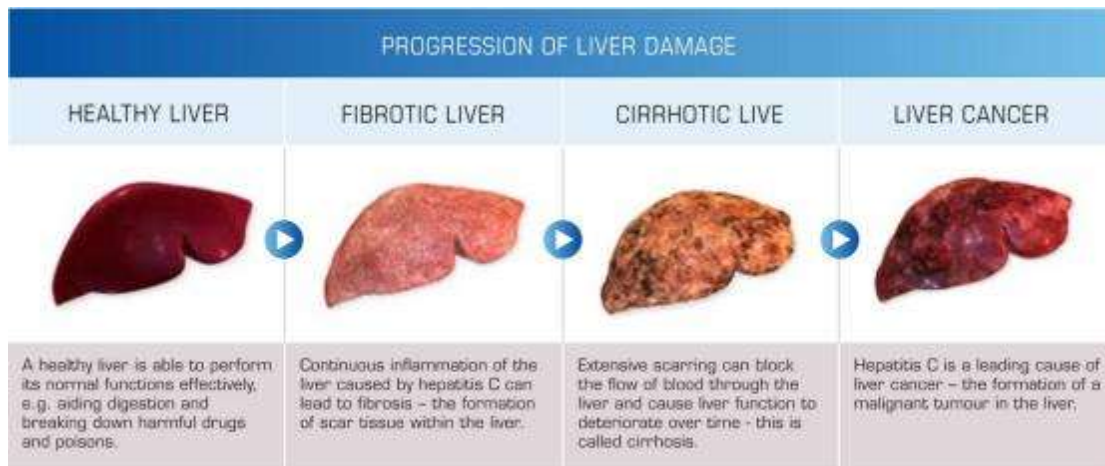 PROGRESSION OF LIVER DAMAGE
HEALTHY LIVER
FIBROTIC LIVER
CIRRHOTIC LIVE
LIVER CANCER
A healthy liver is able to perform
its normal functions effectively,
e.g. aiding digestion and
breaking down harmful drugs
and poisons.
Continuous inflammation of the
liver caused by hepatitis C can
lead to fibrosis – the formation
of scar tissue within the liver.
Extensive scarring can block
the flow of blood through the
liver and cause liver function to
deteriorate over time - this is
called cirrhosis.
Hepatitis C is a leading cause of
liver cancer – the formation of a
malignant tumour in the liver.